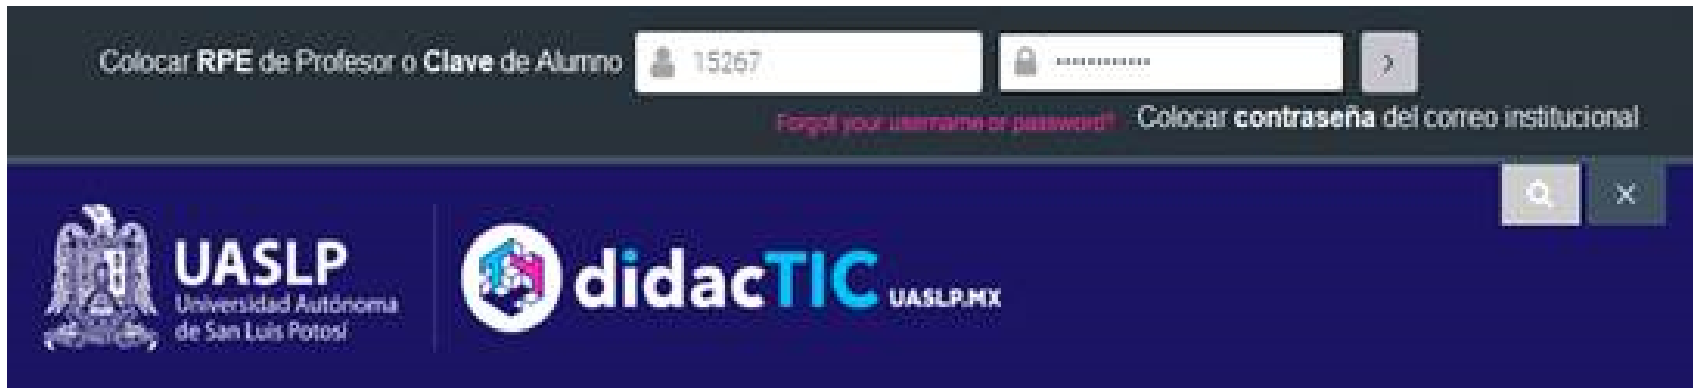 Colocar RPE de Profesor o Clave de Alumno 15267 ············
Forgot your username or password? Colocar contraseña del correo institucional
UASLP
Universidad Autónoma
de San Luis Potosí
didacTIC UASLP.MX